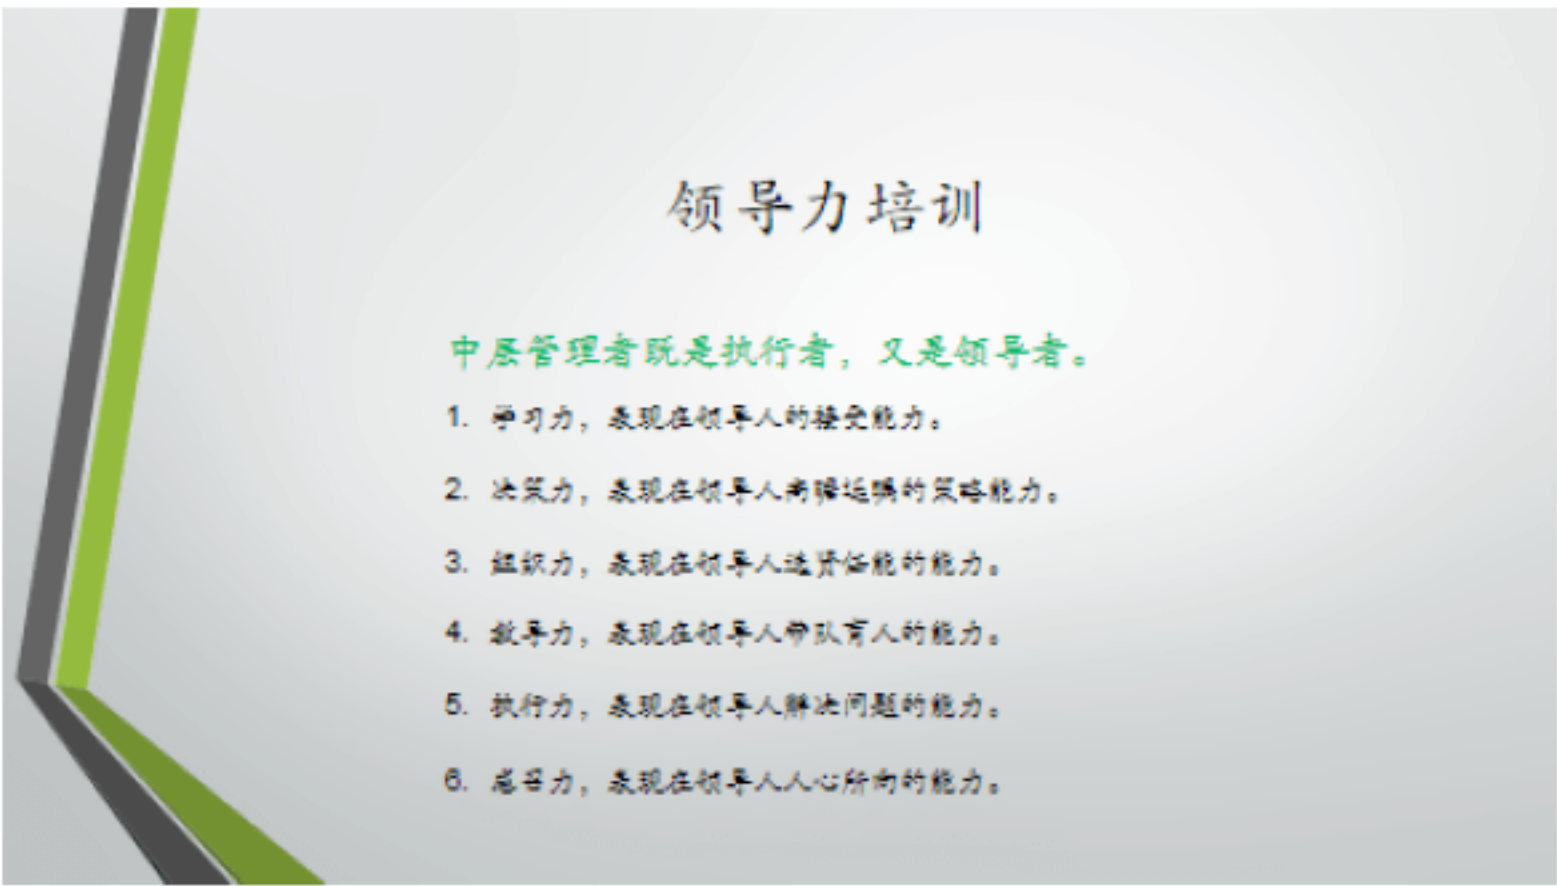 领导力培训
中层管理者既是执行者，又是领导者。
1. 学习力，表现在领导人的接受能力。
2. 决策力，表现在领导人高瞻远瞩的策略能力。
3. 组织力，表现在领导人选贤任能的能力。
4. 教导力，表现在领导人带队育人的能力。
5. 执行力，表现在领导人解决问题的能力。
6. 感召力，表现在领导人人心所向的能力。